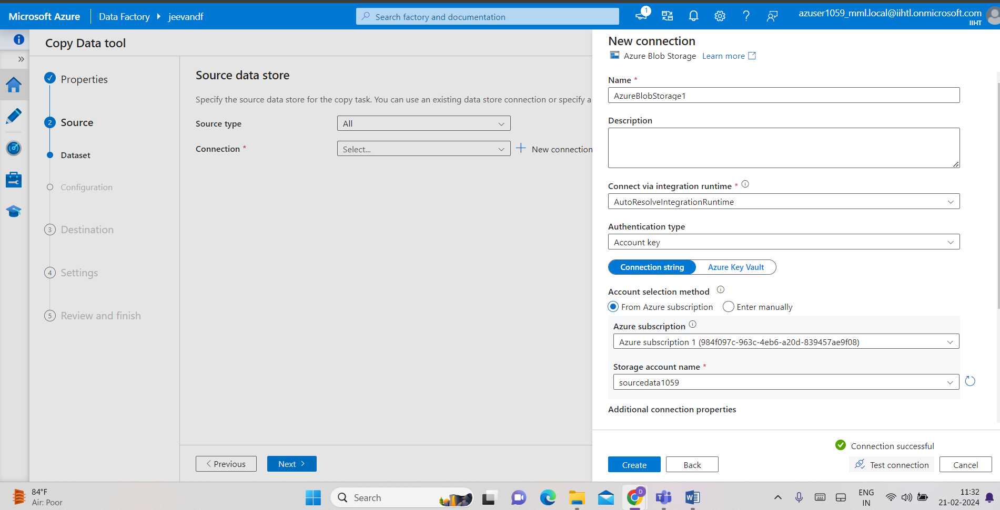 Microsoft Azure
Data Factory
jeevandf
Search factory and documentation
1
azuser1059_mml.local@iihtl.onmicrosoft.com
IIHT
Copy Data tool
Properties
2
Source
Dataset
Configuration
3
Destination
4
Settings
5
Review and finish
Source data store
Specify the source data store for the copy task. You can use an existing data store connection or specify a
Source type
All
Connection *
Select...
New connection
Previous
Next
New connection
Azure Blob Storage
Learn more
Name *
AzureBlobStorage1
Description
Connect via integration runtime *
AutoResolveIntegrationRuntime
Authentication type
Account key
Connection string
Azure Key Vault
Account selection method
From Azure subscription
Enter manually
Azure subscription
Azure subscription 1 (984f097c-963c-4eb6-a20d-839457ae9f08)
Storage account name *
sourcedata1059
Additional connection properties
Connection successful
Create
Back
Test connection
Cancel
84°F
Air: Poor
Search
D
ENG
IN
11:32
21-02-2024